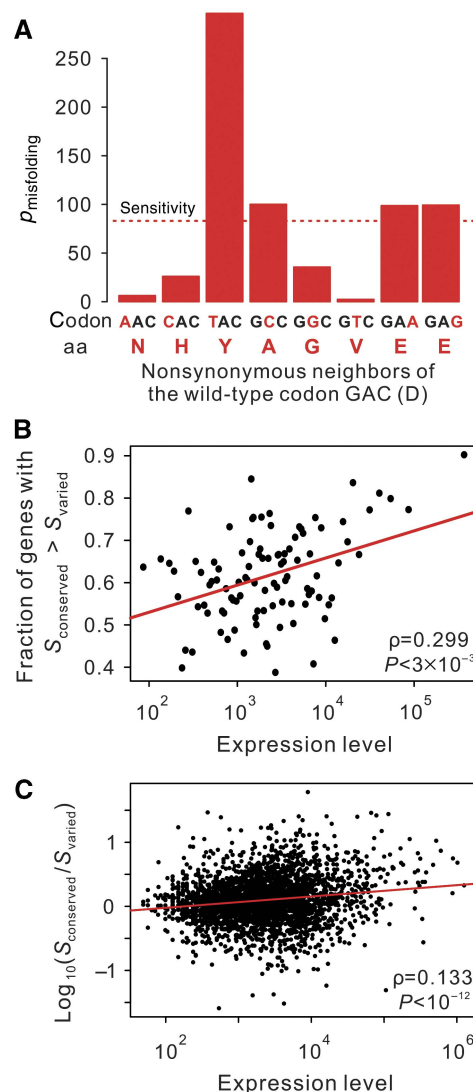 A
250
200
150
100
50
0
pmisfolding
Sensitivity
Codon AAC CAC TAC GCC GGC GTC GAA GAG
aa N H Y A G V E E
Nonsynonymous neighbors of
the wild-type codon GAC (D)
B
0.9
0.8
0.7
0.6
0.5
0.4
Fraction of genes with
Sconserved > Svaried
ρ=0.299
P<3×10⁻³
10² 10³ 10⁴ 10⁵
Expression level
C
1
0
−1
Log₁₀(Sconserved/Svaried)
ρ=0.133
P<10⁻¹²
10² 10⁴ 10⁶
Expression level